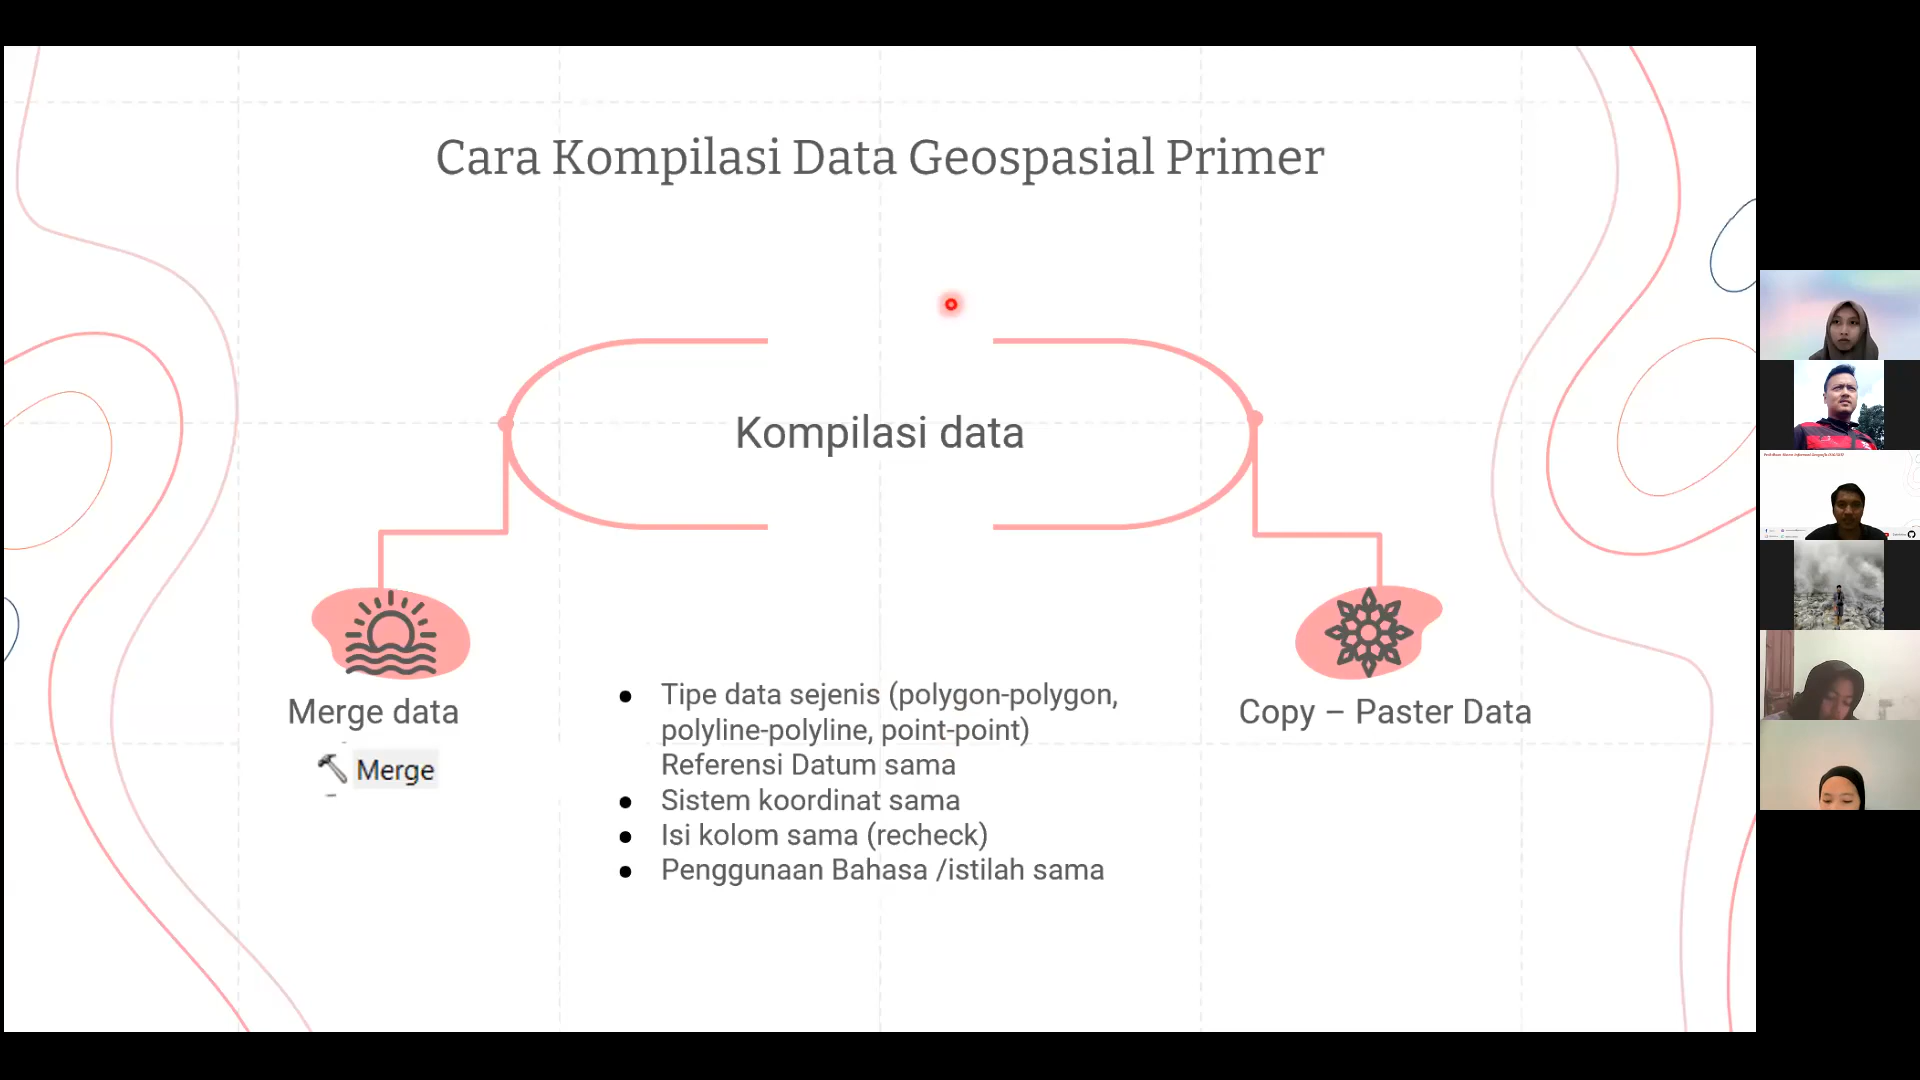 Cara Kompilasi Data Geospasial Primer
Kompilasi data
Merge data
Merge
Tipe data sejenis (polygon-polygon,
polyline-polyline, point-point)
Referensi Datum sama
Sistem koordinat sama
Isi kolom sama (recheck)
Penggunaan Bahasa /istilah sama
Copy – Paster Data